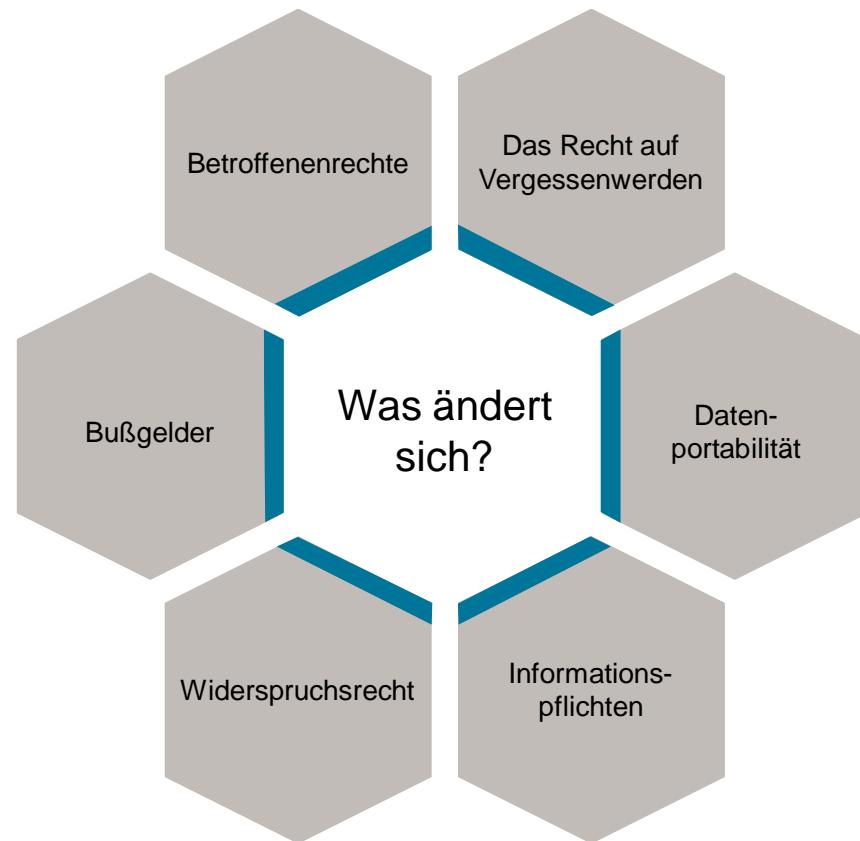 Betroffenenrechte
Das Recht auf
Vergessenwerden
Bußgelder
Was ändert
sich?
Daten-
portabilität
Widerspruchsrecht
Informations-
pflichten